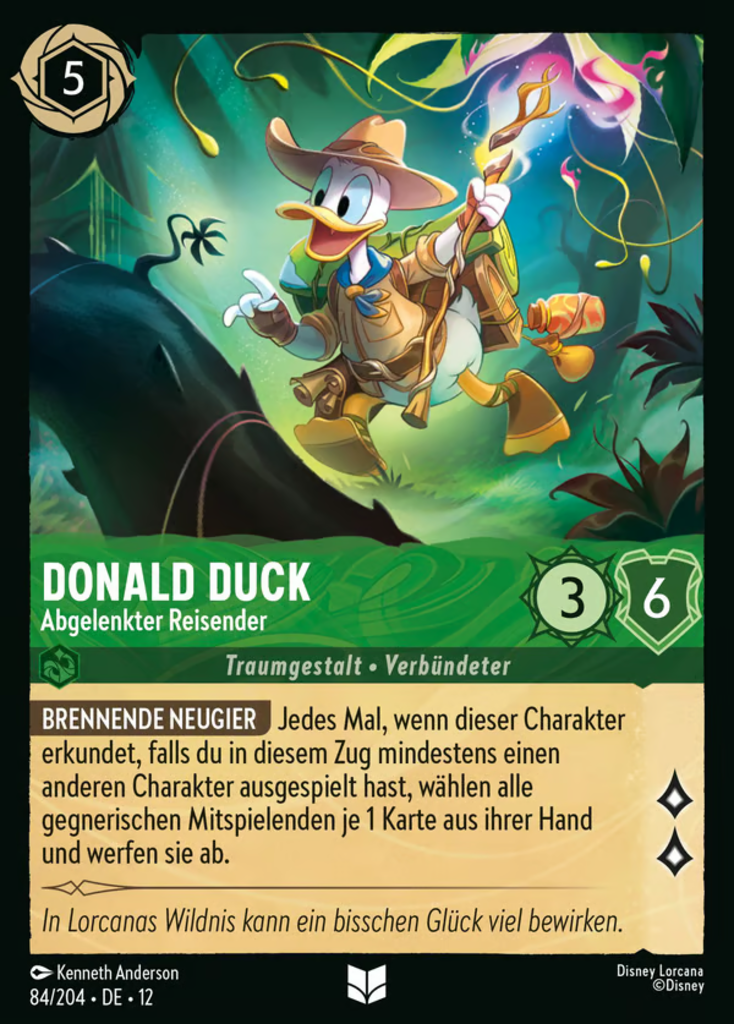 5
DONALD DUCK
Abgelenkter Reisender
3
6
Traumgestalt • Verbündeter
BRENNENDE NEUGIER Jedes Mal, wenn dieser Charakter
erkundet, falls du in diesem Zug mindestens einen
anderen Charakter ausgespielt hast, wählen alle
gegnerischen Mitspielenden je 1 Karte aus ihrer Hand
und werfen sie ab.
In Lorcanas Wildnis kann ein bisschen Glück viel bewirken.
Kenneth Anderson
84/204 • DE • 12
Disney Lorcana
©Disney